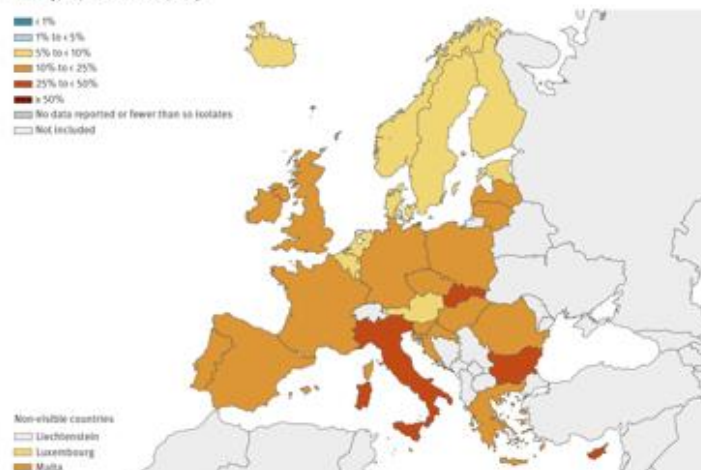 < 1%
1% to < 5%
5% to < 10%
10% to < 25%
25% to < 50%
≥ 50%
No data reported or fewer than 10 isolates
Not included
Non-visible countries
Liechtenstein
Luxembourg
Malta